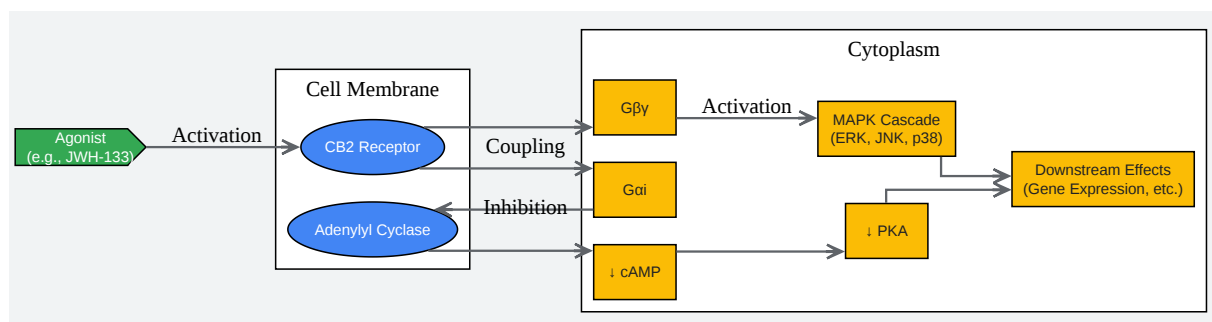 Cytoplasm
Cell Membrane
Agonist
(e.g., JWH-133)
Activation
CB2 Receptor
Coupling
Gβγ
Activation
MAPK Cascade
(ERK, JNK, p38)
Downstream Effects
(Gene Expression, etc.)
Gαi
Inhibition
Adenylyl Cyclase
↓ cAMP
↓ PKA